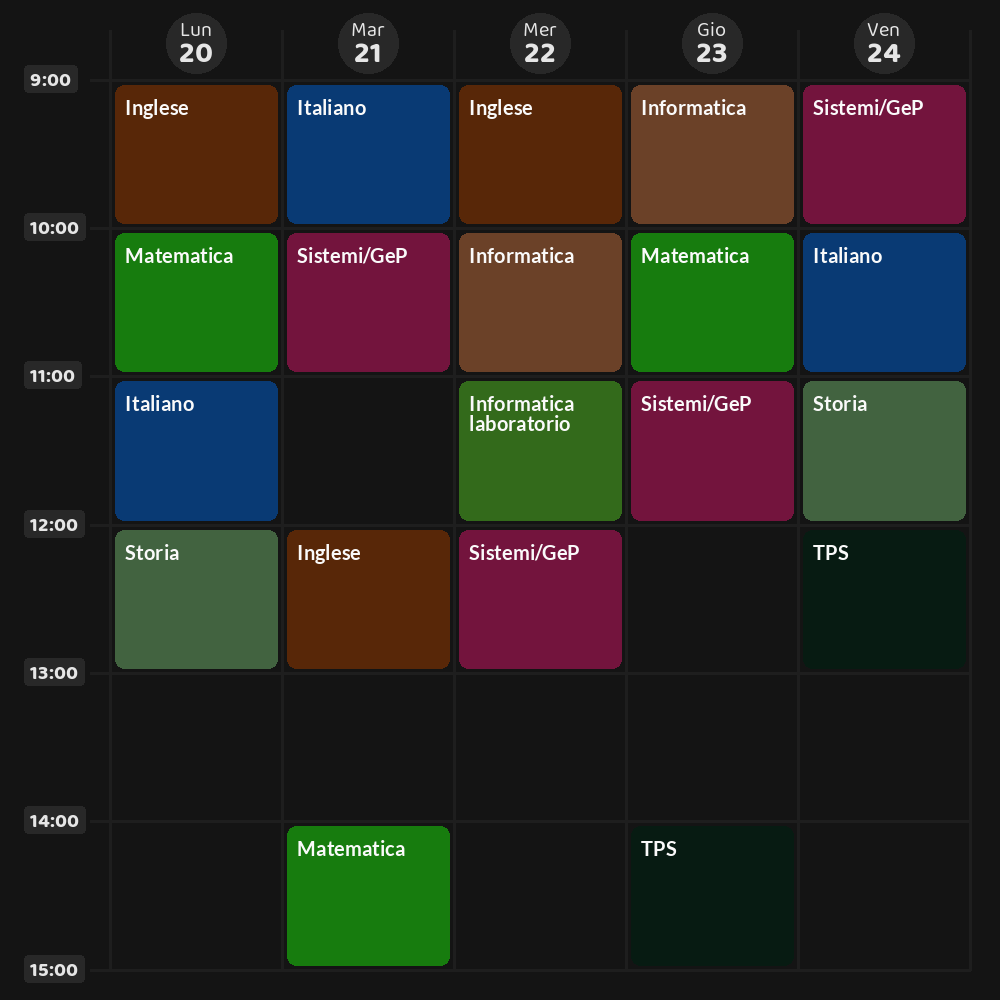 Lun
20
Mar
21
Mer
22
Gio
23
Ven
24
9:00
Inglese
Italiano
Inglese
Informatica
Sistemi/GeP
10:00
Matematica
Sistemi/GeP
Informatica
Matematica
Italiano
11:00
Italiano
Informatica
laboratorio
Sistemi/GeP
Storia
12:00
Storia
Inglese
Sistemi/GeP
TPS
13:00
14:00
Matematica
TPS
15:00